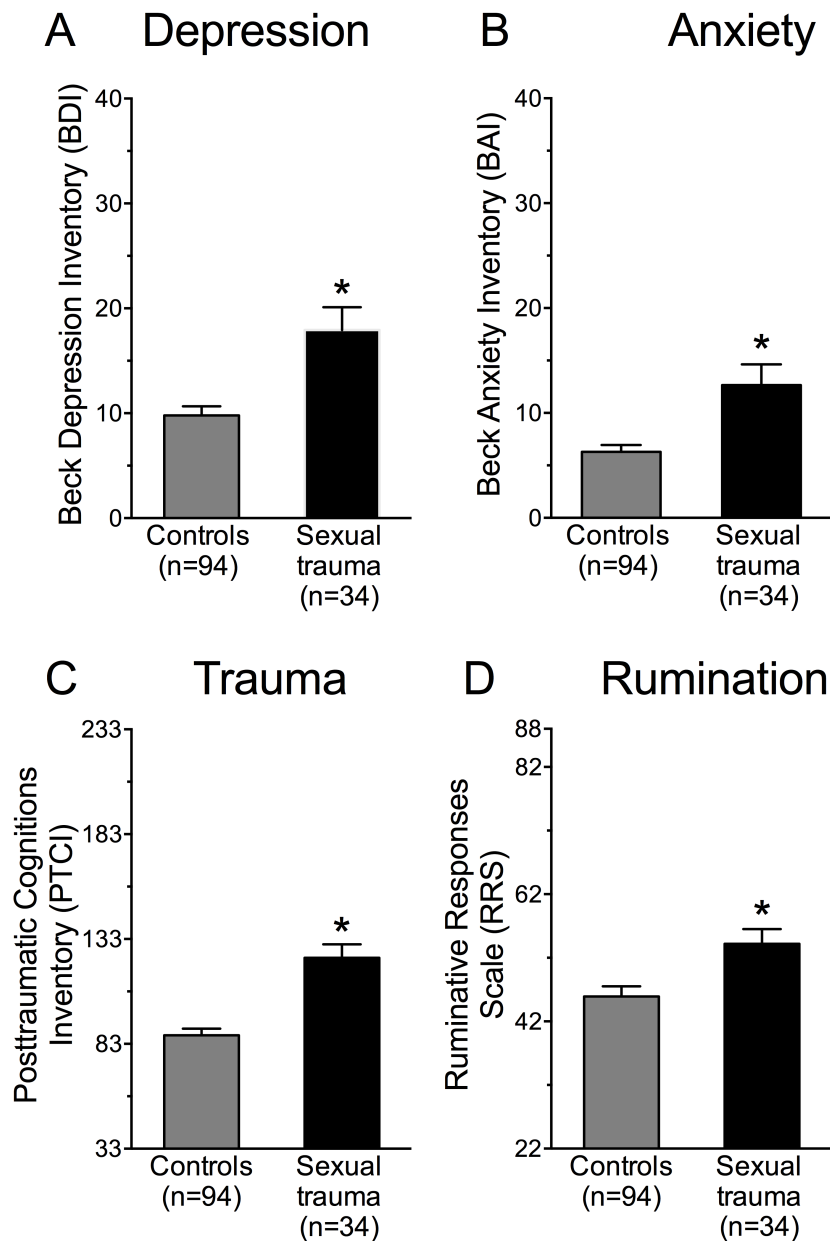 A Depression
Beck Depression Inventory (BDI)
40
30
20
10
0
*
Controls
(n=94)
Sexual
trauma
(n=34)
B Anxiety
Beck Anxiety Inventory (BAI)
40
30
20
10
0
*
Controls
(n=94)
Sexual
trauma
(n=34)
C Trauma
Posttraumatic Cognitions
Inventory (PTCI)
233
183
133
83
33
*
Controls
(n=94)
Sexual
trauma
(n=34)
D Rumination
Ruminative Responses
Scale (RRS)
88
82
62
42
22
*
Controls
(n=94)
Sexual
trauma
(n=34)